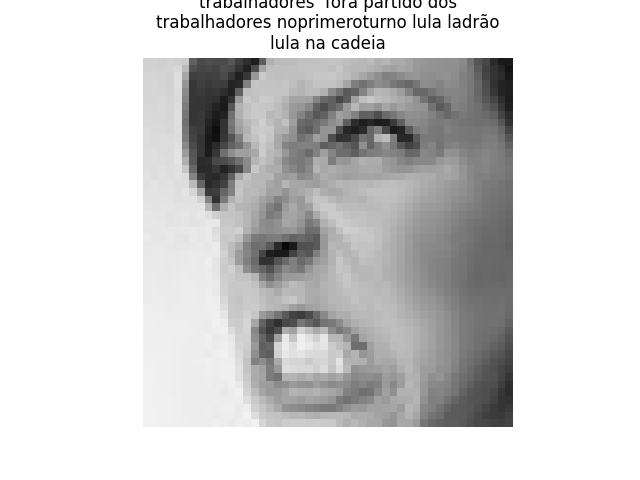 trabalhadores fora partido dos
trabalhadores noprimeroturno lula ladrão
lula na cadeia